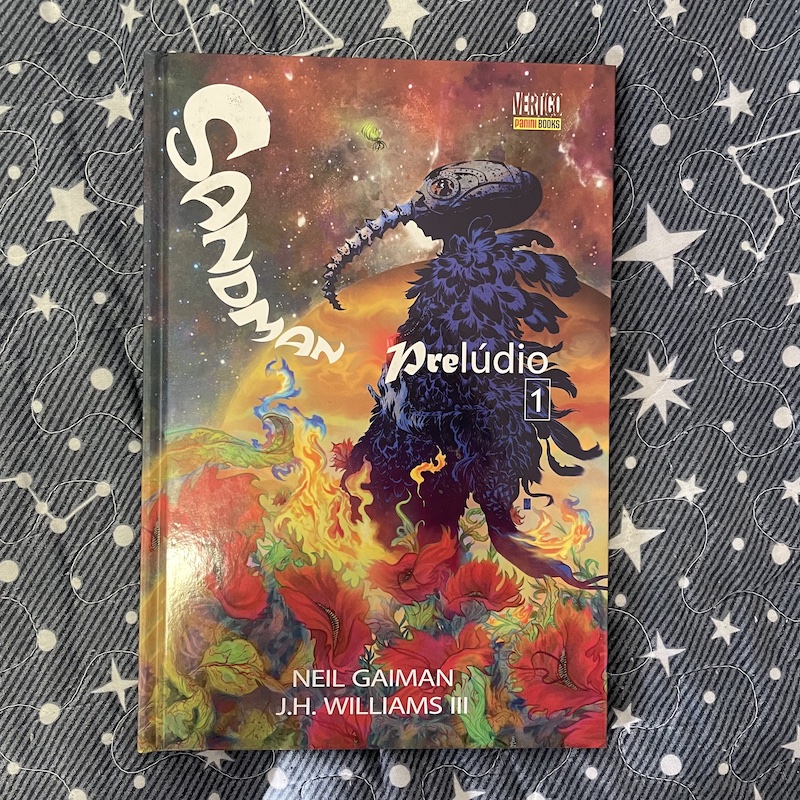 VERTIGO
PANINI BOOKS
SANDMAN
Prelúdio
1
NEIL GAIMAN
J.H. WILLIAMS III